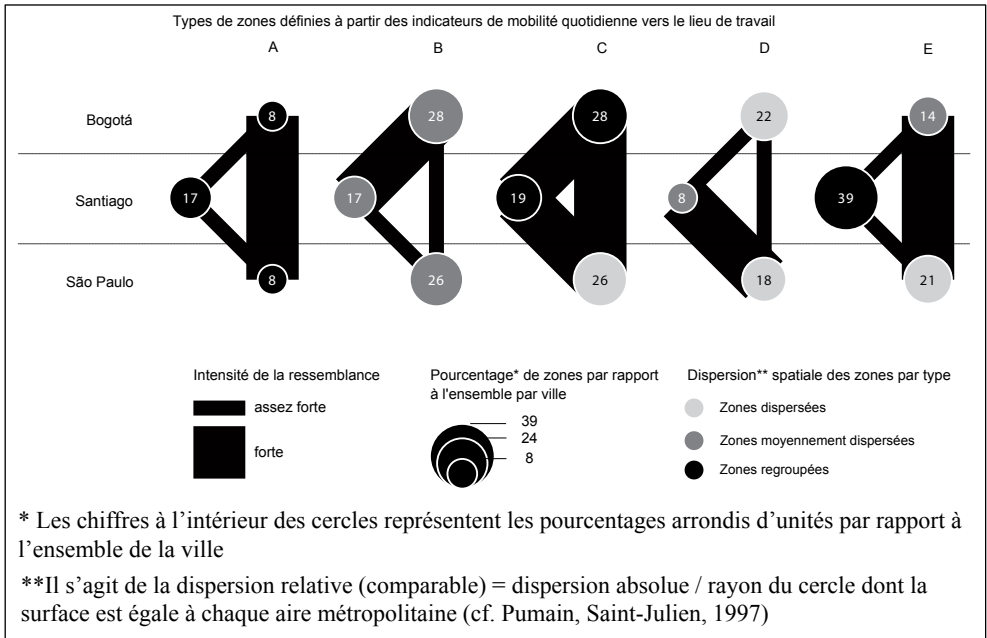 Types de zones définies à partir des indicateurs de mobilité quotidienne vers le lieu de travail
A B C D E
Bogotá 8 28 28 22 14
Santiago 17 17 19 8 39
São Paulo 8 26 26 18 21
Intensité de la ressemblance
assez forte
forte
Pourcentage* de zones par rapport
à l'ensemble par ville
39
24
8
Dispersion** spatiale des zones par type
Zones dispersées
Zones moyennement dispersées
Zones regroupées
* Les chiffres à l’intérieur des cercles représentent les pourcentages arrondis d’unités par rapport à
l’ensemble de la ville
**Il s’agit de la dispersion relative (comparable) = dispersion absolue / rayon du cercle dont la
surface est égale à chaque aire métropolitaine (cf. Pumain, Saint-Julien, 1997)